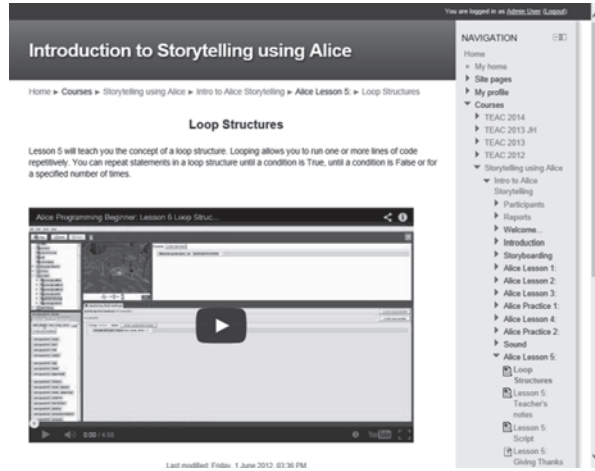 You are logged in as Admin User (Logout)
Introduction to Storytelling using Alice
Home ► Courses ► Storytelling using Alice ► Intro to Alice Storytelling ► Alice Lesson 5: ► Loop Structures
Loop Structures
Lesson 5 will teach you the concept of a loop structure. Looping allows you to run one or more lines of code
repetitively. You can repeat statements in a loop structure until a condition is True, until a condition is False or for
a specified number of times.
Alice Programming Beginner: Lesson 5 Loop Struc...
0:00 / 4:55
YouTube
Last modified: Friday, 1 June 2012, 03:36 PM
NAVIGATION
Home
My home
Site pages
My profile
Courses
TEAC 2014
TEAC 2013 JH
TEAC 2013
TEAC 2012
Storytelling using Alice
Intro to Alice
Storytelling
Participants
Reports
Welcome...
Introduction
Storyboarding
Alice Lesson 1:
Alice Lesson 2:
Alice Lesson 3:
Alice Practice 1:
Alice Lesson 4:
Alice Practice 2:
Sound
Alice Lesson 5:
Loop
Structures
Lesson 5:
Teacher's
notes
Lesson 5:
Script
Lesson 5:
Giving Thanks